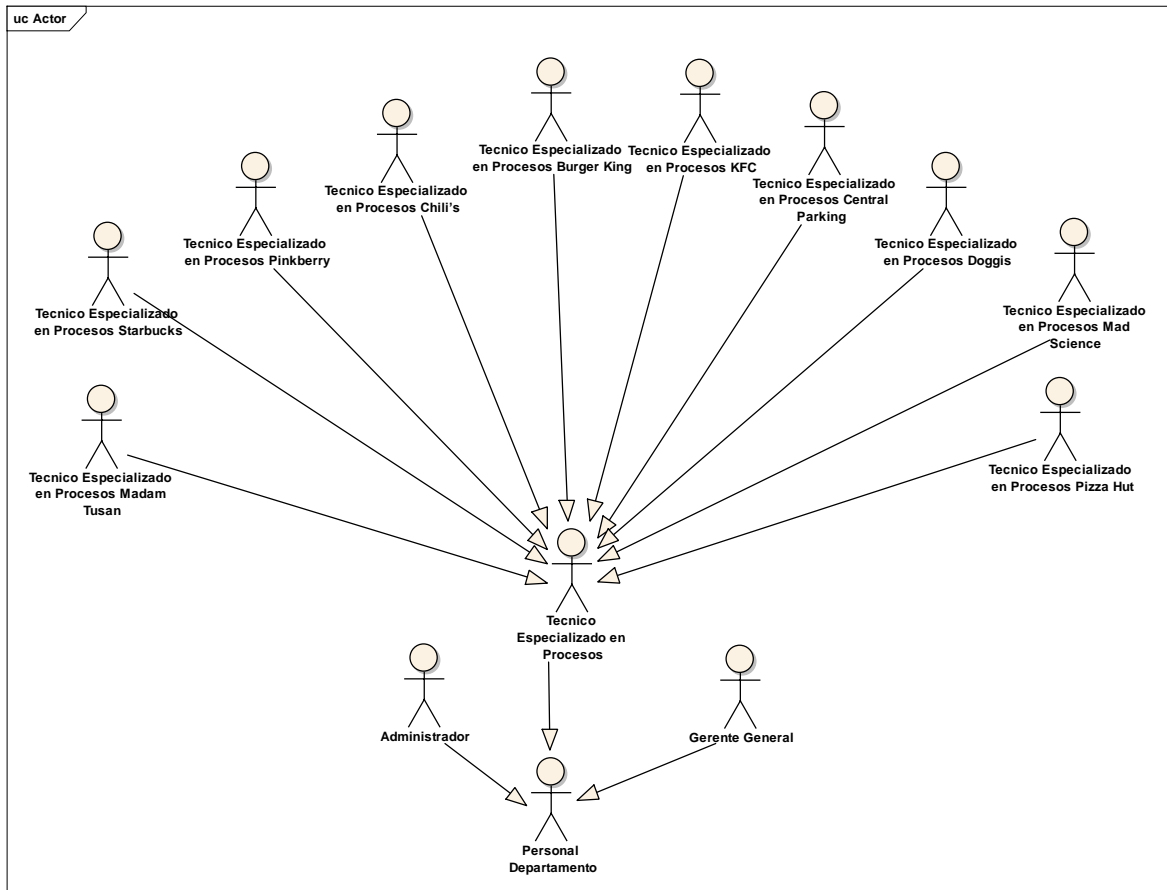 uc Actor
Tecnico Especializado
en Procesos Burger King
Tecnico Especializado
en Procesos KFC
Tecnico Especializado
en Procesos Chili's
Tecnico Especializado
en Procesos Central
Parking
Tecnico Especializado
en Procesos Pinkberry
Tecnico Especializado
en Procesos Doggis
Tecnico Especializado
en Procesos Starbucks
Tecnico Especializado
en Procesos Mad
Science
Tecnico Especializado
en Procesos Madam
Tusan
Tecnico Especializado
en Procesos Pizza Hut
Tecnico
Especializado en
Procesos
Administrador
Gerente General
Personal
Departamento